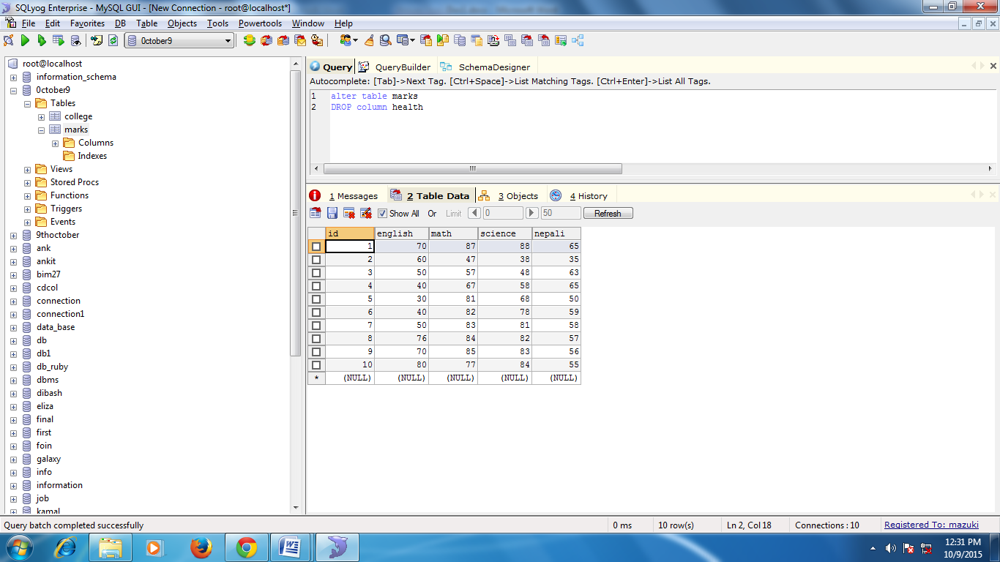 SQLyog Enterprise - MySQL GUI - [New Connection - root@localhost*]
File Edit Favorites DB Table Objects Tools Powertools Window Help
0ctober9
root@localhost
information_schema
0ctober9
Tables
college
marks
Columns
Indexes
Views
Stored Procs
Functions
Triggers
Events
9thoctober
ank
ankit
bim27
cdcol
connection
connection1
data_base
db
db1
db_ruby
dbms
dibash
eliza
final
first
foin
galaxy
info
information
job
kamal
Query QueryBuilder SchemaDesigner
Autocomplete: [Tab]->Next Tag. [Ctrl+Space]->List Matching Tags. [Ctrl+Enter]->List All Tags.
1 alter table marks
2 DROP column health
1 Messages 2 Table Data 3 Objects 4 History
Show All Or Limit 0 50 Refresh
id english math science nepali
1 70 87 88 65
2 60 47 38 35
3 50 57 48 63
4 40 67 58 65
5 30 81 68 50
6 40 82 78 59
7 50 83 81 58
8 76 84 82 57
9 70 85 83 56
10 80 77 84 55
* (NULL) (NULL) (NULL) (NULL) (NULL)
Query batch completed successfully 0 ms 10 row(s) Ln 2, Col 18 Connections : 10 Registered To: mazuki
12:31 PM
10/9/2015